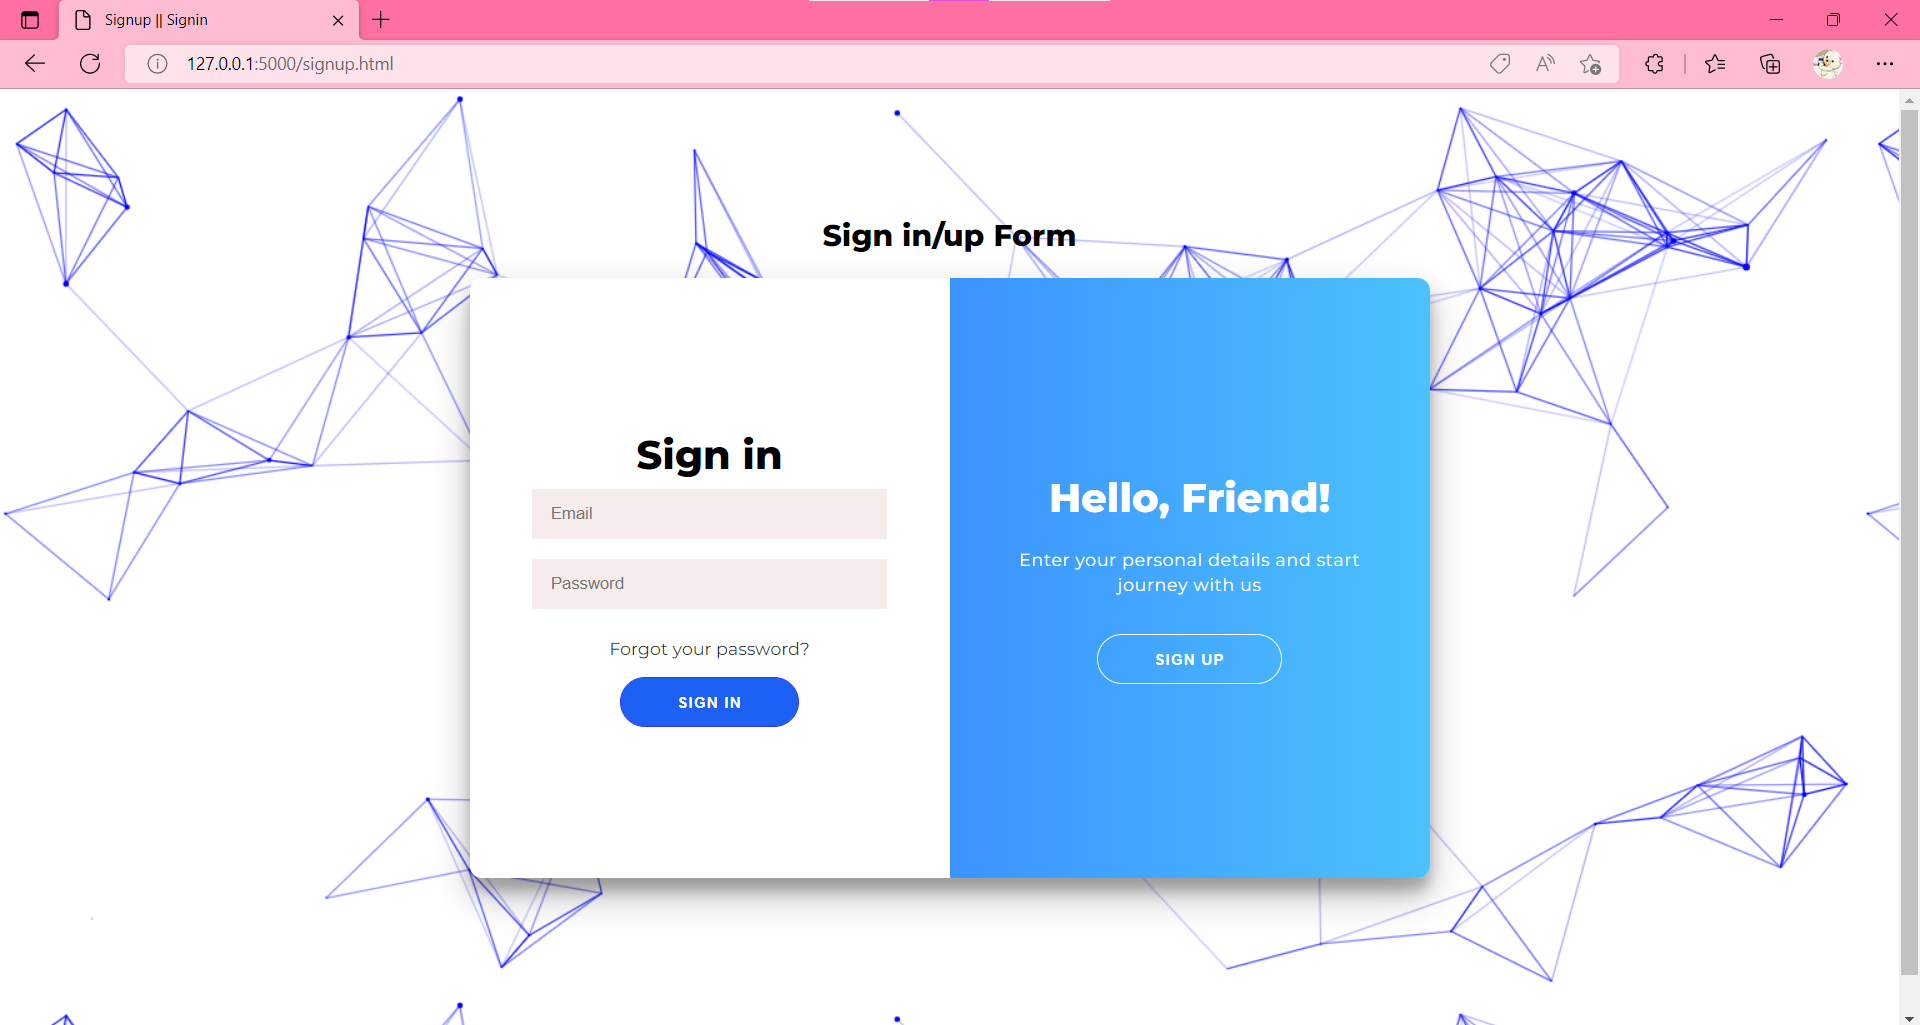 Signup || Signin
127.0.0.1:5000/signup.html
Sign in/up Form
Sign in
Email
Password
Forgot your password?
SIGN IN
Hello, Friend!
Enter your personal details and start
journey with us
SIGN UP